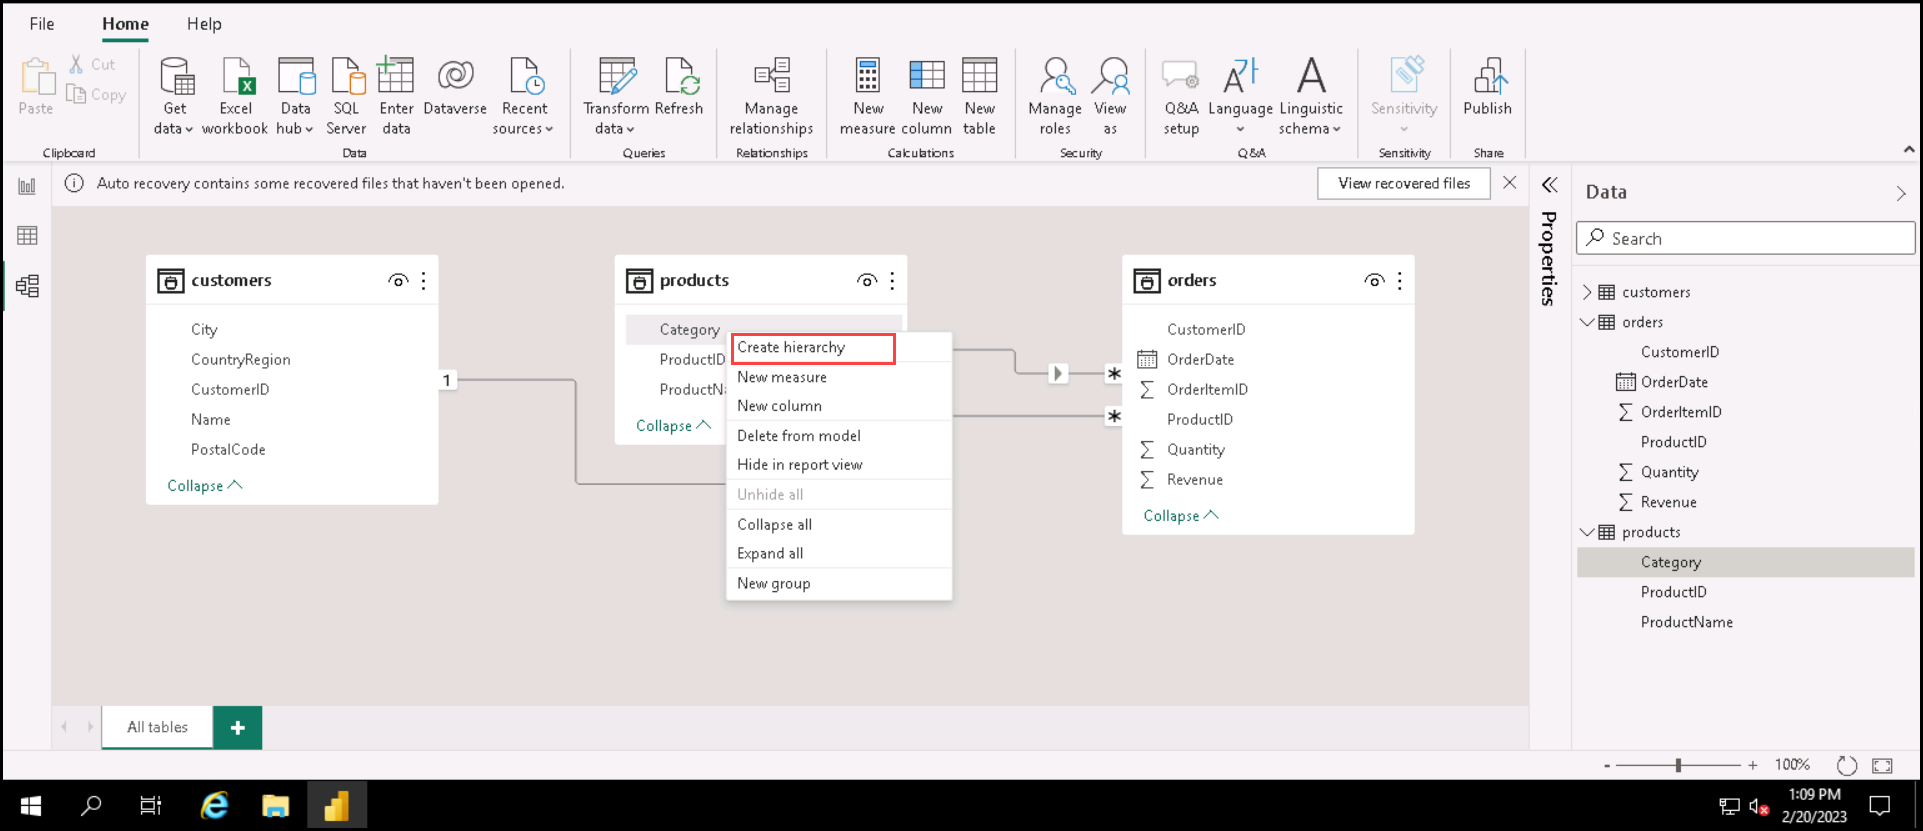 File Home Help
Cut
Copy
Paste
Get data
Excel workbook
Data hub
SQL Server
Enter data
Dataverse
Recent sources
Transform data
Refresh
Manage relationships
New measure
New column
New table
Manage roles
View as
Q&A setup
Language
Linguistic schema
Sensitivity
Publish
Clipboard Data Queries Relationships Calculations Security Q&A Sensitivity Share
Auto recovery contains some recovered files that haven't been opened.
View recovered files
customers
City
CountryRegion
CustomerID
Name
PostalCode
Collapse
1
products
Category
ProductID
ProductNa
Collapse
Create hierarchy
New measure
New column
Delete from model
Hide in report view
Unhide all
Collapse all
Expand all
New group
*
*
orders
CustomerID
OrderDate
OrderItemID
ProductID
Quantity
Revenue
Collapse
Properties
Data
Search
customers
orders
CustomerID
OrderDate
OrderItemID
ProductID
Quantity
Revenue
products
Category
ProductID
ProductName
All tables
+
- + 100%
1:09 PM
2/20/2023